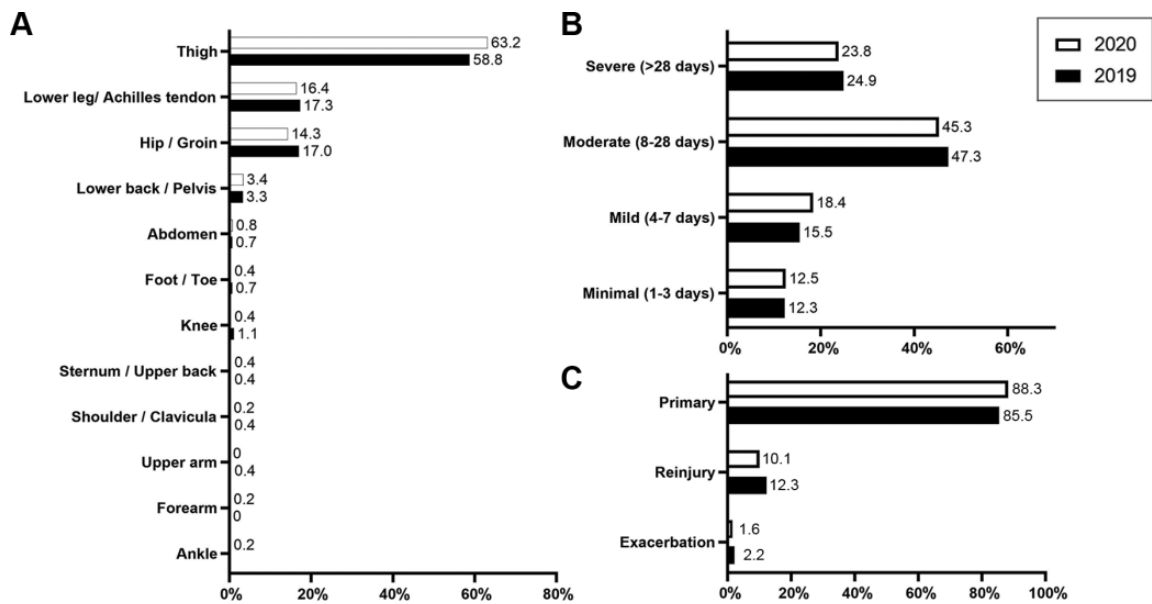 A
Thigh
63.2
58.8
Lower leg/ Achilles tendon
16.4
17.3
Hip / Groin
14.3
17.0
Lower back / Pelvis
3.4
3.3
Abdomen
0.8
0.7
Foot / Toe
0.4
0.7
Knee
0.4
1.1
Sternum / Upper back
0.4
0.4
Shoulder / Clavicula
0.2
0.4
Upper arm
0
0.4
Forearm
0.2
0
Ankle
0.2
0% 20% 40% 60% 80%
B
2020
2019
Severe (>28 days)
23.8
24.9
Moderate (8-28 days)
45.3
47.3
Mild (4-7 days)
18.4
15.5
Minimal (1-3 days)
12.5
12.3
0% 20% 40% 60%
C
Primary
88.3
85.5
Reinjury
10.1
12.3
Exacerbation
1.6
2.2
0% 20% 40% 60% 80% 100%